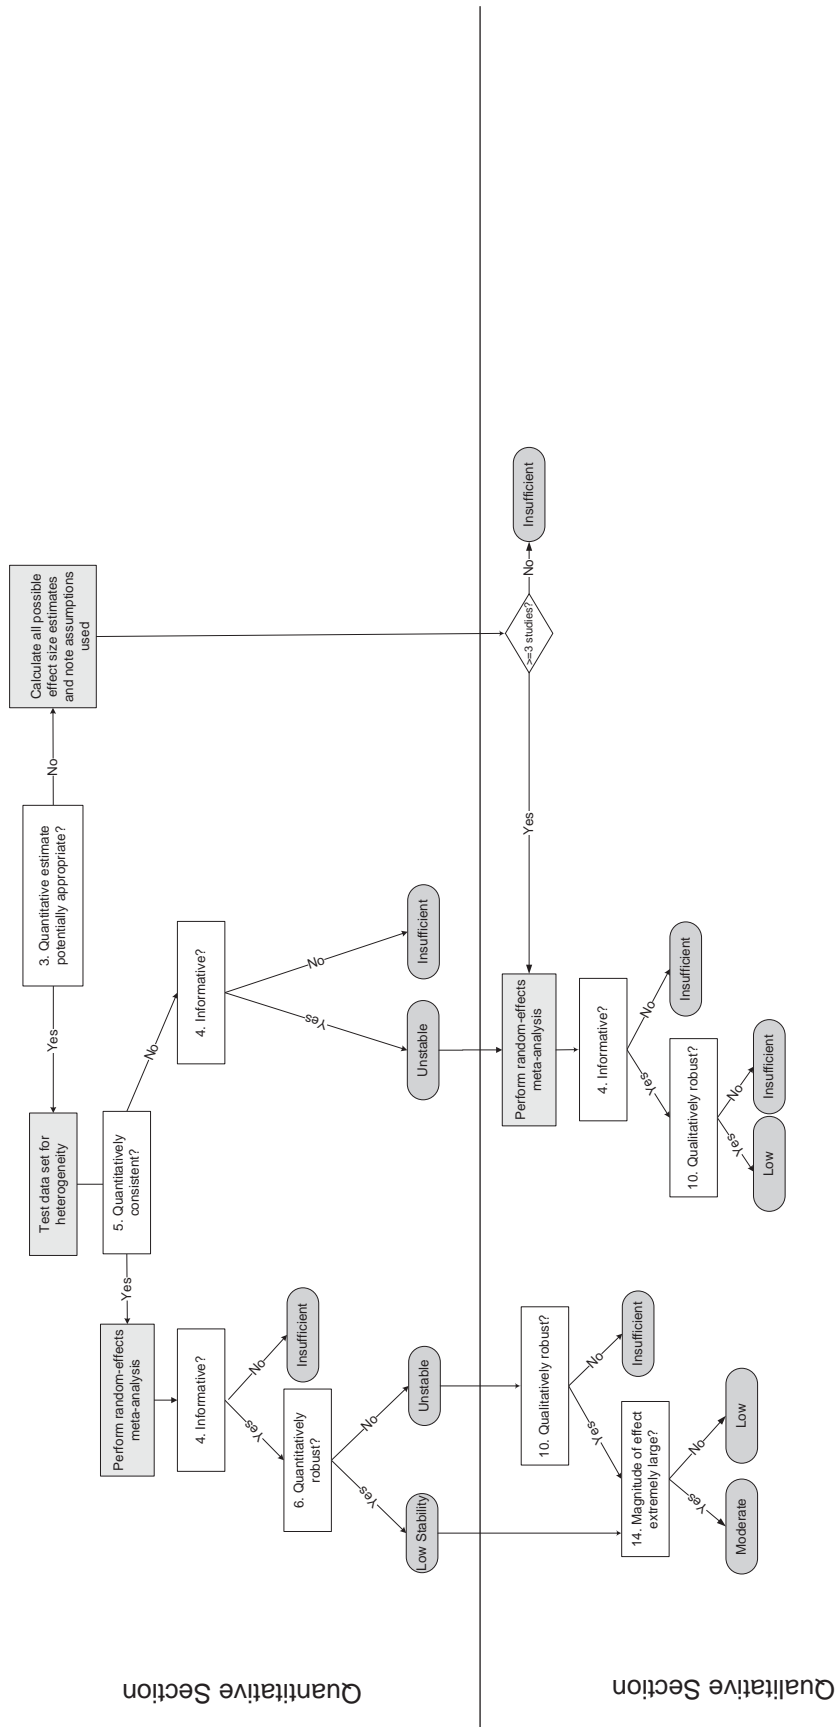 3. Quantitative estimate
potentially appropriate?
Yes
No
Test data set for
heterogeneity
Calculate all possible
effect size estimates
and note assumptions
used
5. Quantitatively
consistent?
Yes
No
Perform random-effects
meta-analysis
4. Informative?
Yes
No
Insufficient
6. Quantitatively
robust?
Yes
No
Low Stability
Unstable
4. Informative?
Yes
No
Unstable
Insufficient
Quantitative Section
10. Qualitatively robust?
Yes
No
Insufficient
14. Magnitude of effect
extremely large?
Yes
No
Moderate
Low
>=3 studies?
Yes
No
Insufficient
Perform random-effects
meta-analysis
4. Informative?
Yes
No
Insufficient
10. Qualitatively robust?
Yes
No
Low
Insufficient
Qualitative Section